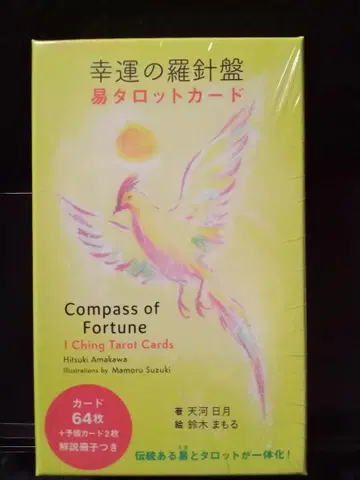 幸運の羅針盤
易タロットカード
Compass of
Fortune
I Ching Tarot Cards
Hitsuki Amakawa
Illustrations by Mamoru Suzuki
カード
64枚
+予備カード2枚
解説冊子つき
著 天河 日月
絵 鈴木 まもる
伝統ある易とタロットが一体化!